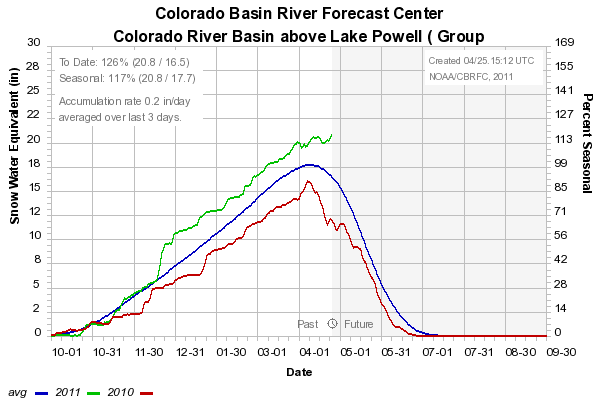 Colorado Basin River Forecast Center
Colorado River Basin above Lake Powell ( Group
To Date: 126% (20.8 / 16.5)
Seasonal: 117% (20.8 / 17.7)
Accumulation rate 0.2 in/day
averaged over last 3 days.
Created 04/25.15:12 UTC
NOAA/CBRFC, 2011
Snow Water Equivalent (in)
30
28
25
22
20
18
15
12
10
8
5
2
0
Percent Seasonal
169
155
141
127
113
99
85
71
56
42
28
14
0
Past Future
10-01 10-31 11-30 12-31 01-31 03-01 04-01 05-01 05-31 07-01 07-31 08-30 09-30
Date
avg 2011 2010